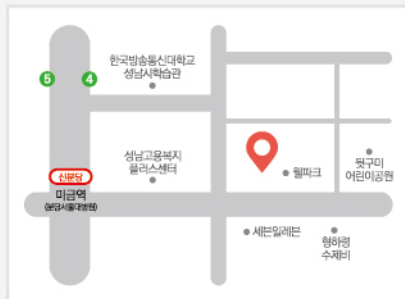 한국방송통신대학교
성남시학습관
5
4
성남고용복지
플러스센터
월파크
뒷구미
어린이공원
신분당
미금역
(분당서울대병원)
세븐일레븐
형하령
수제비